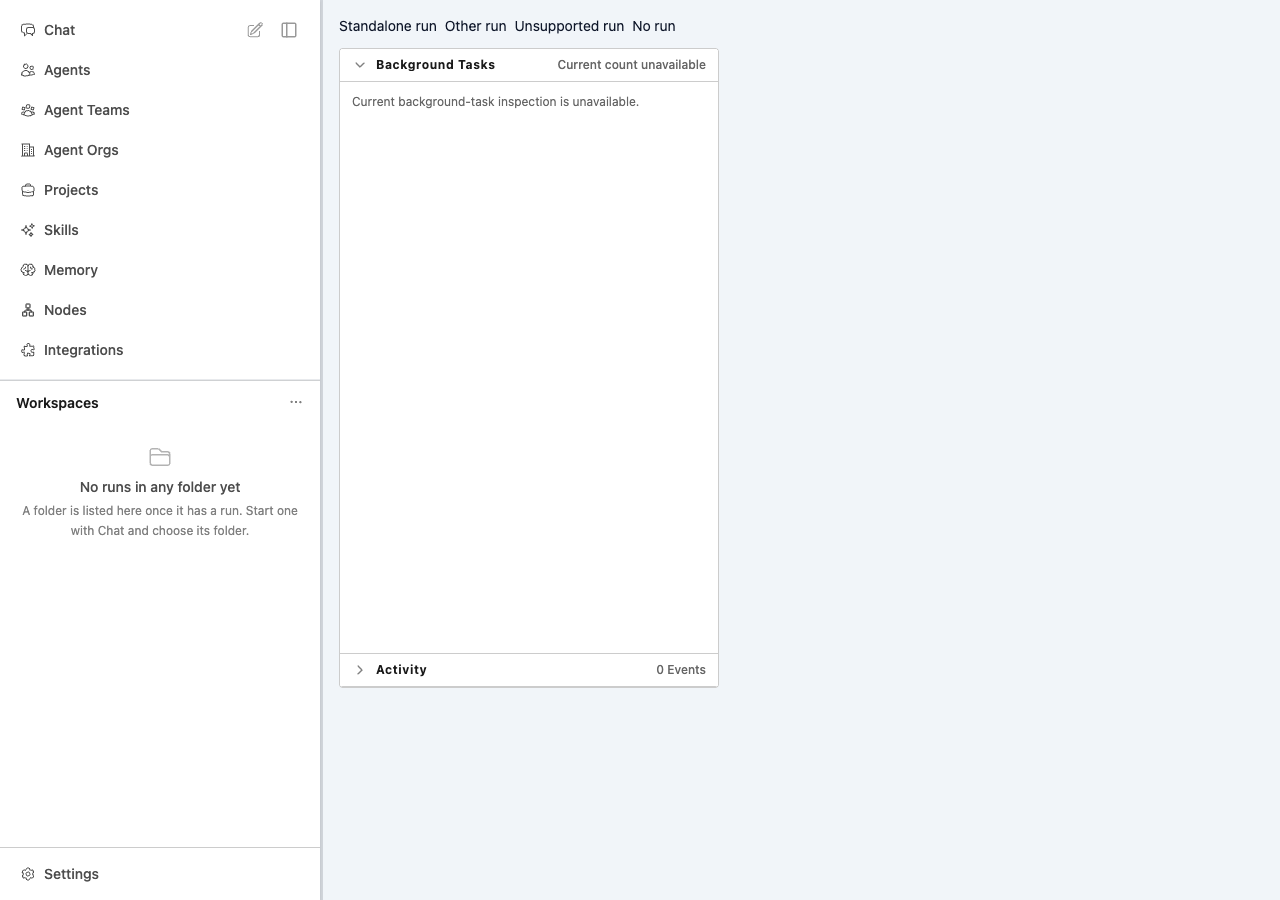 Chat
Agents
Agent Teams
Agent Orgs
Projects
Skills
Memory
Nodes
Integrations
Workspaces
No runs in any folder yet
A folder is listed here once it has a run. Start one
with Chat and choose its folder.
Settings
Standalone run Other run Unsupported run No run
Background Tasks Current count unavailable
Current background-task inspection is unavailable.
Activity 0 Events